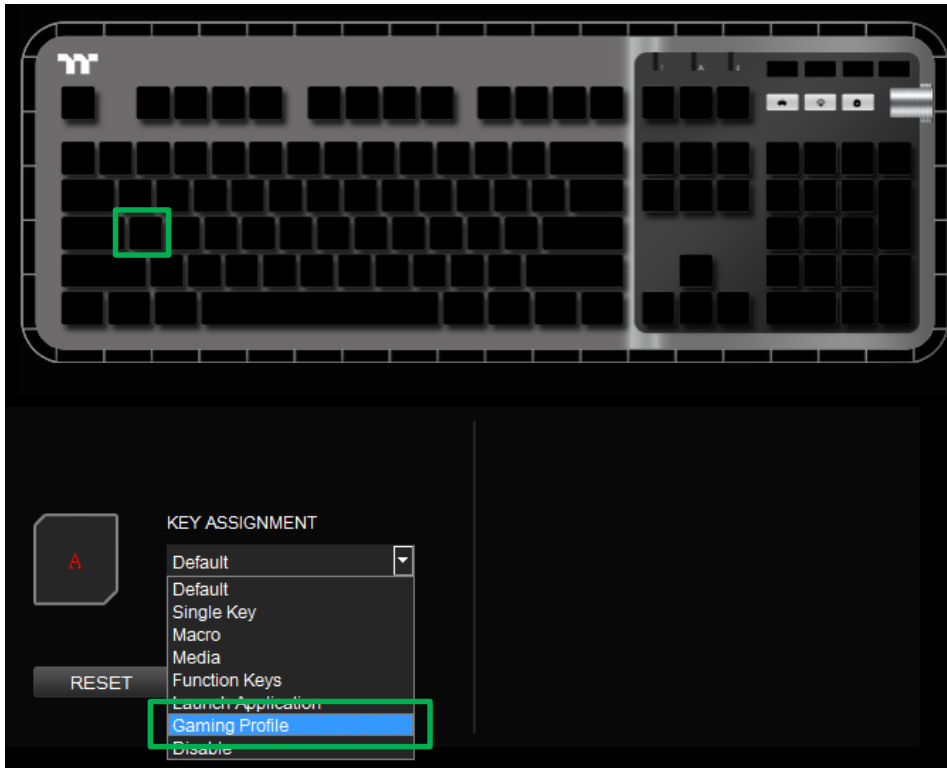 KEY ASSIGNMENT
A
Default
Default
Single Key
Macro
Media
Function Keys
RESET
Launch Application
Gaming Profile
Disable